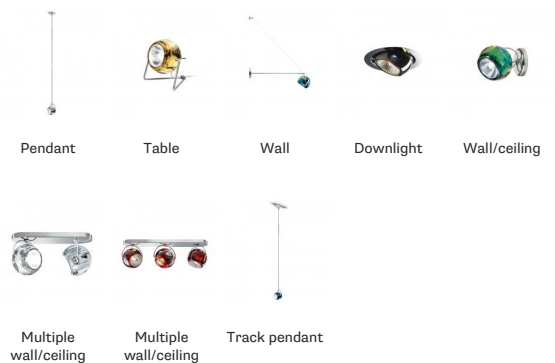 Pendant
Table
Wall
Downlight
Wall/ceiling
Multiple
wall/ceiling
Multiple
wall/ceiling
Track pendant